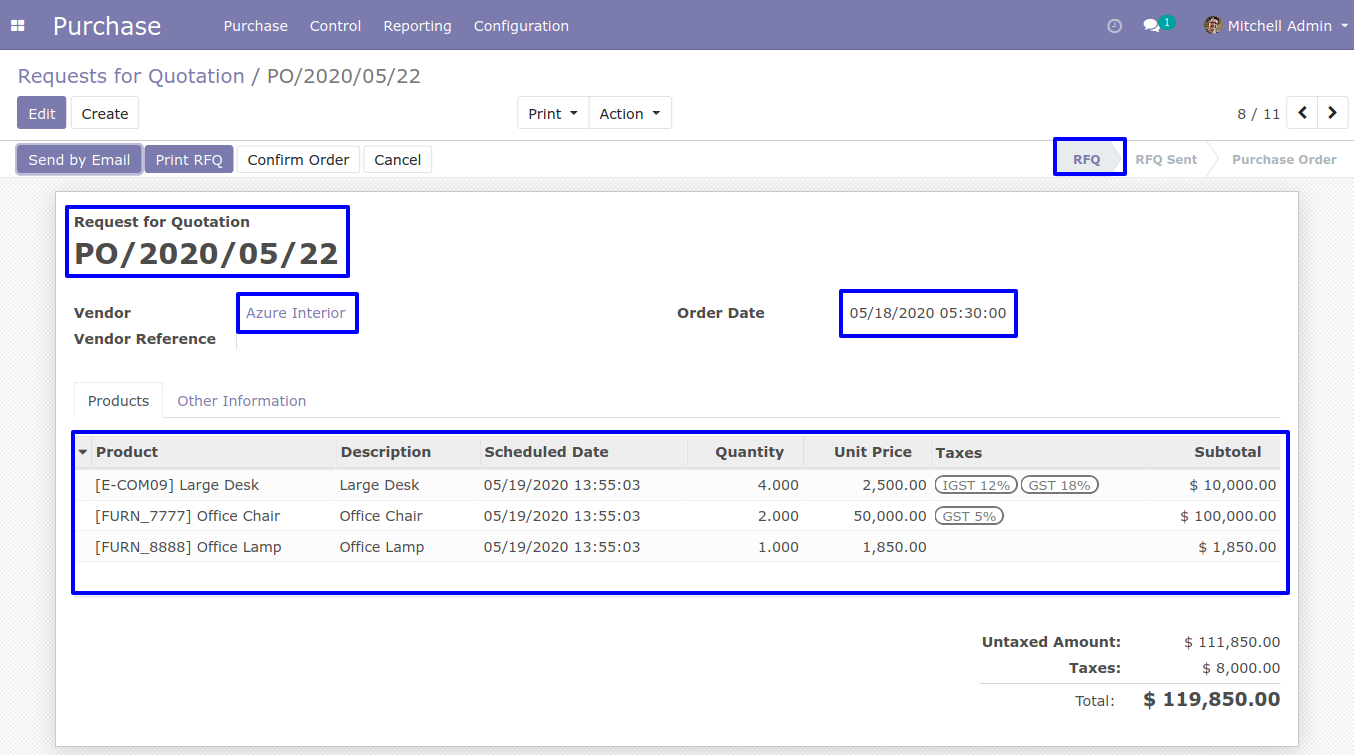 Purchase Purchase Control Reporting Configuration 1 Mitchell Admin
Requests for Quotation / PO/2020/05/22
Edit Create Print Action 8 / 11
Send by Email Print RFQ Confirm Order Cancel RFQ RFQ Sent Purchase Order
Request for Quotation
PO/2020/05/22
Vendor Azure Interior Order Date 05/18/2020 05:30:00
Vendor Reference
Products Other Information
Product Description Scheduled Date Quantity Unit Price Taxes Subtotal
[E-COM09] Large Desk Large Desk 05/19/2020 13:55:03 4.000 2,500.00 IGST 12% GST 18% $ 10,000.00
[FURN_7777] Office Chair Office Chair 05/19/2020 13:55:03 2.000 50,000.00 GST 5% $ 100,000.00
[FURN_8888] Office Lamp Office Lamp 05/19/2020 13:55:03 1.000 1,850.00 $ 1,850.00
Untaxed Amount: $ 111,850.00
Taxes: $ 8,000.00
Total: $ 119,850.00